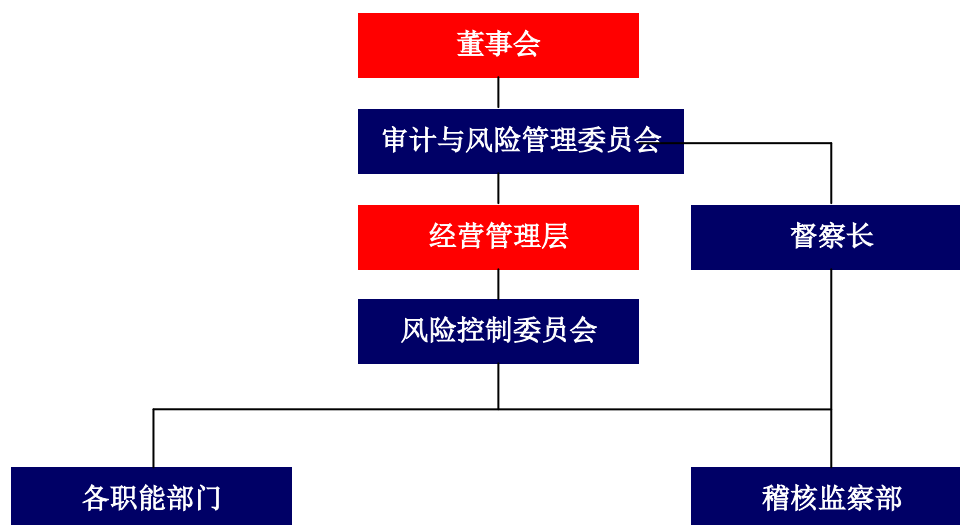 董事会
审计与风险管理委员会
经营管理层
督察长
风险控制委员会
各职能部门
稽核监察部